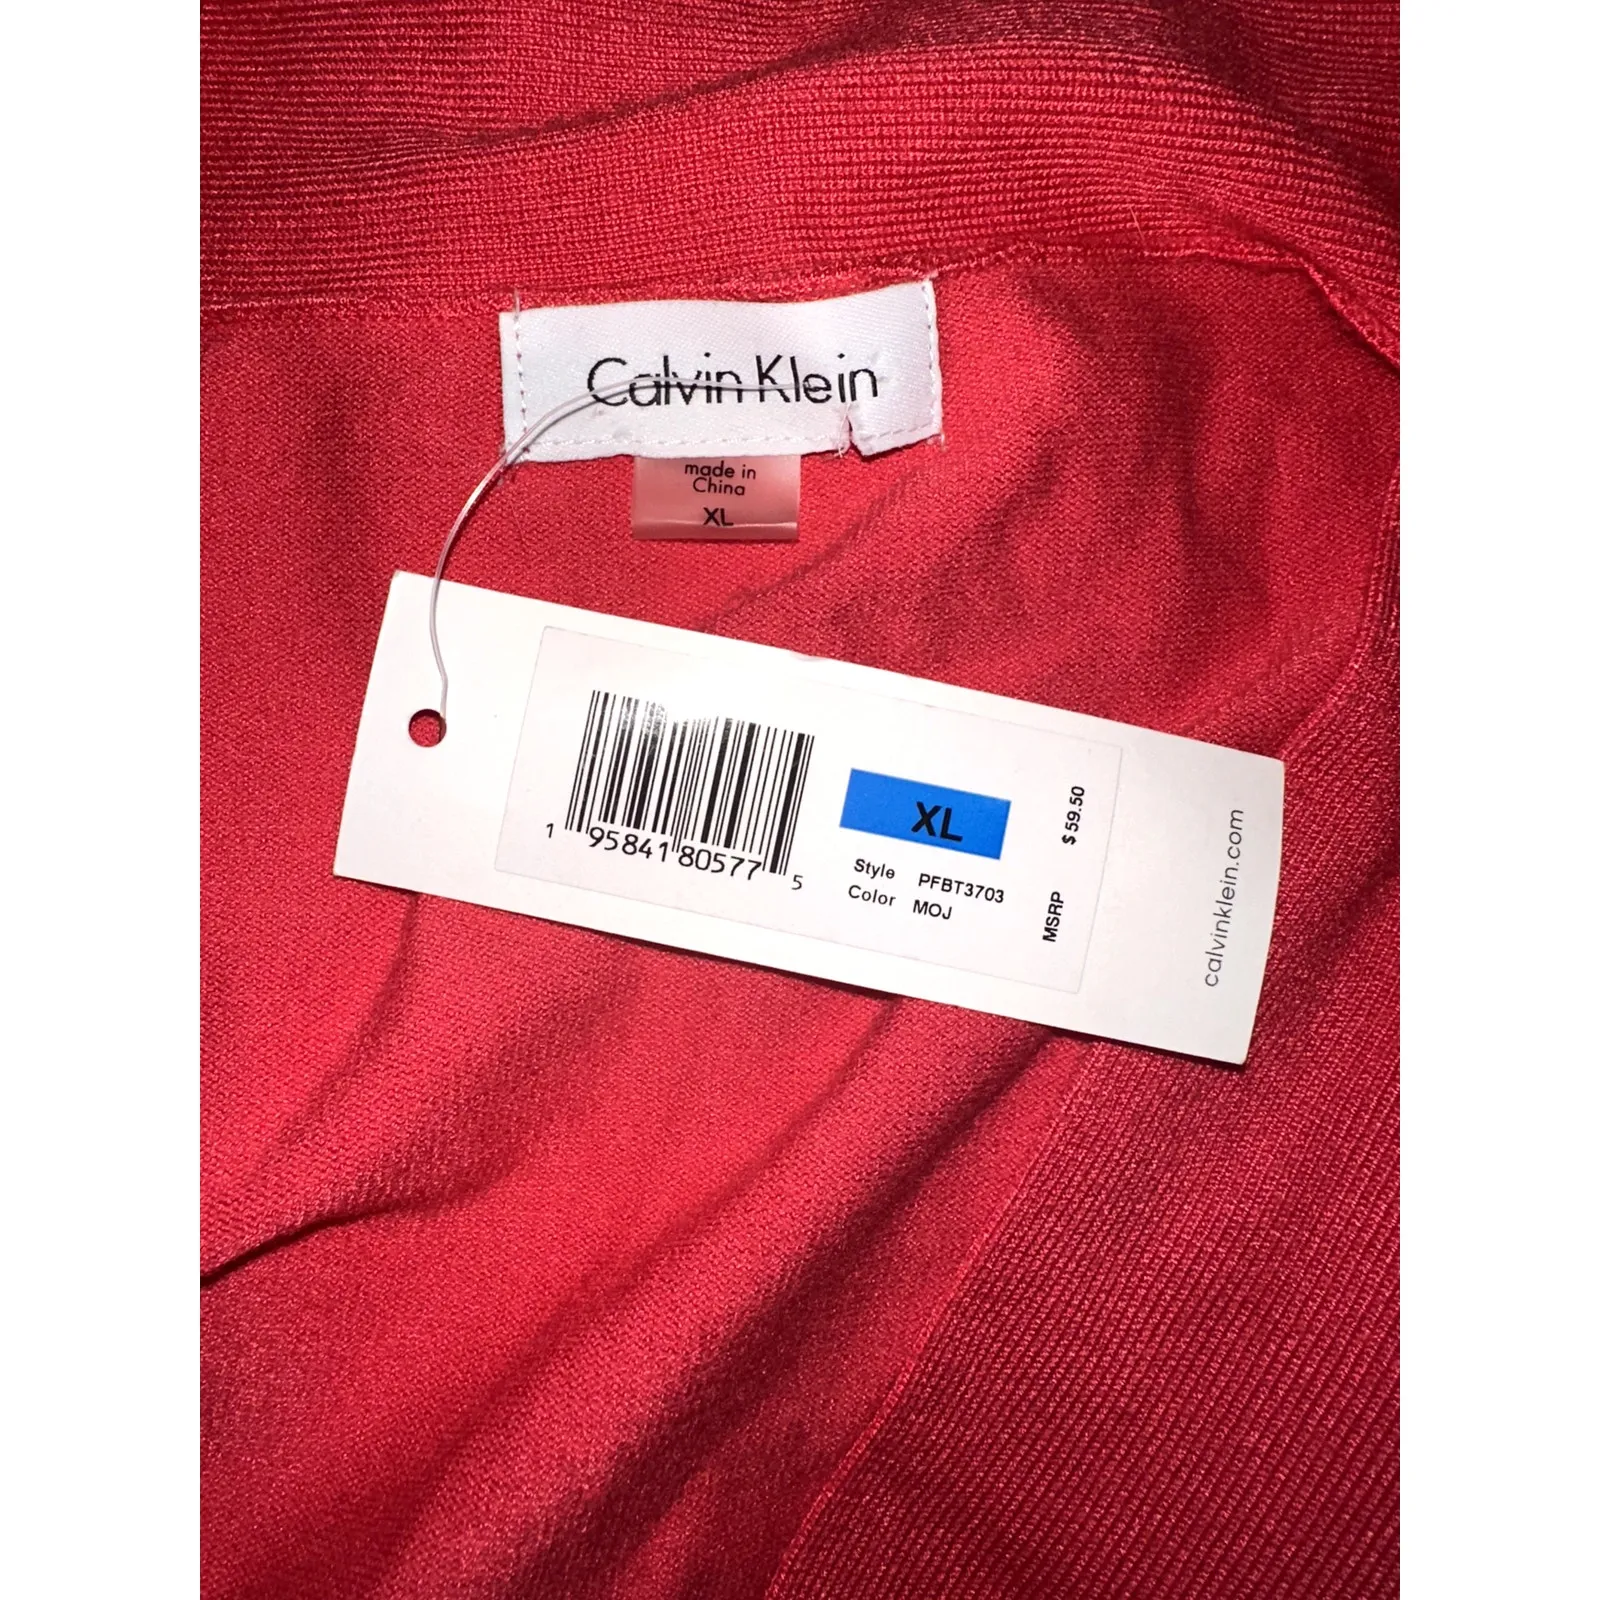 Calvin Klein
made in
China
XL
1 95841 80577 5
XL
Style PFBT3703
Color MOJ
MSRP $59.50
calvinklein.com